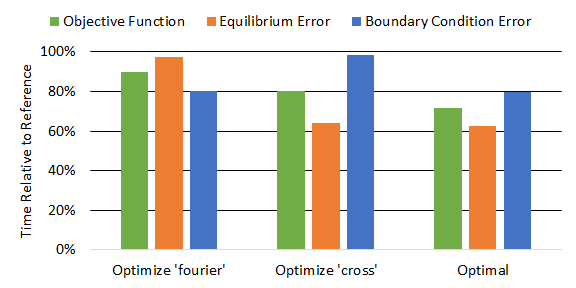 Objective Function Equilibrium Error Boundary Condition Error
Time Relative to Reference
100%
80%
60%
40%
20%
0%
Optimize 'fourier' Optimize 'cross' Optimal